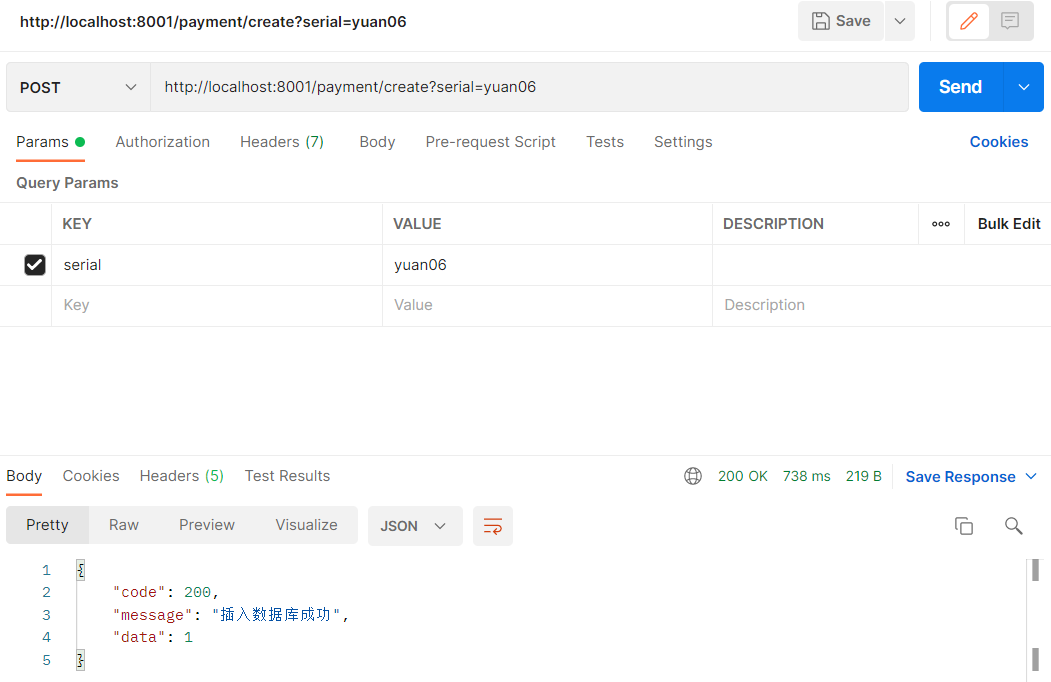 http://localhost:8001/payment/create?serial=yuan06 Save
POST http://localhost:8001/payment/create?serial=yuan06 Send
Params Authorization Headers (7) Body Pre-request Script Tests Settings Cookies
Query Params
KEY VALUE DESCRIPTION ooo Bulk Edit
serial yuan06
Key Value Description
Body Cookies Headers (5) Test Results 200 OK 738 ms 219 B Save Response
Pretty Raw Preview Visualize JSON
1 {
2 "code": 200,
3 "message": "插入数据库成功",
4 "data": 1
5 }